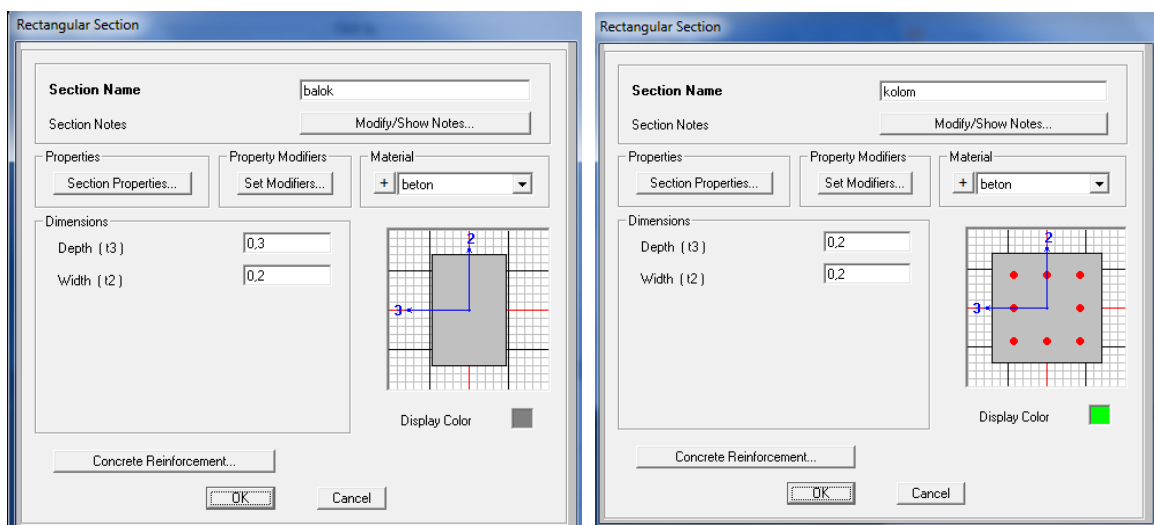 Rectangular Section
Section Name balok
Section Notes Modify/Show Notes...
Properties Property Modifiers Material
Section Properties... Set Modifiers... + beton
Dimensions
Depth ( t3 ) 0,3
Width ( t2 ) 0,2
2
3
Display Color
Concrete Reinforcement...
OK Cancel
Rectangular Section
Section Name kolom
Section Notes Modify/Show Notes...
Properties Property Modifiers Material
Section Properties... Set Modifiers... + beton
Dimensions
Depth ( t3 ) 0,2
Width ( t2 ) 0,2
2
3
Display Color
Concrete Reinforcement...
OK Cancel